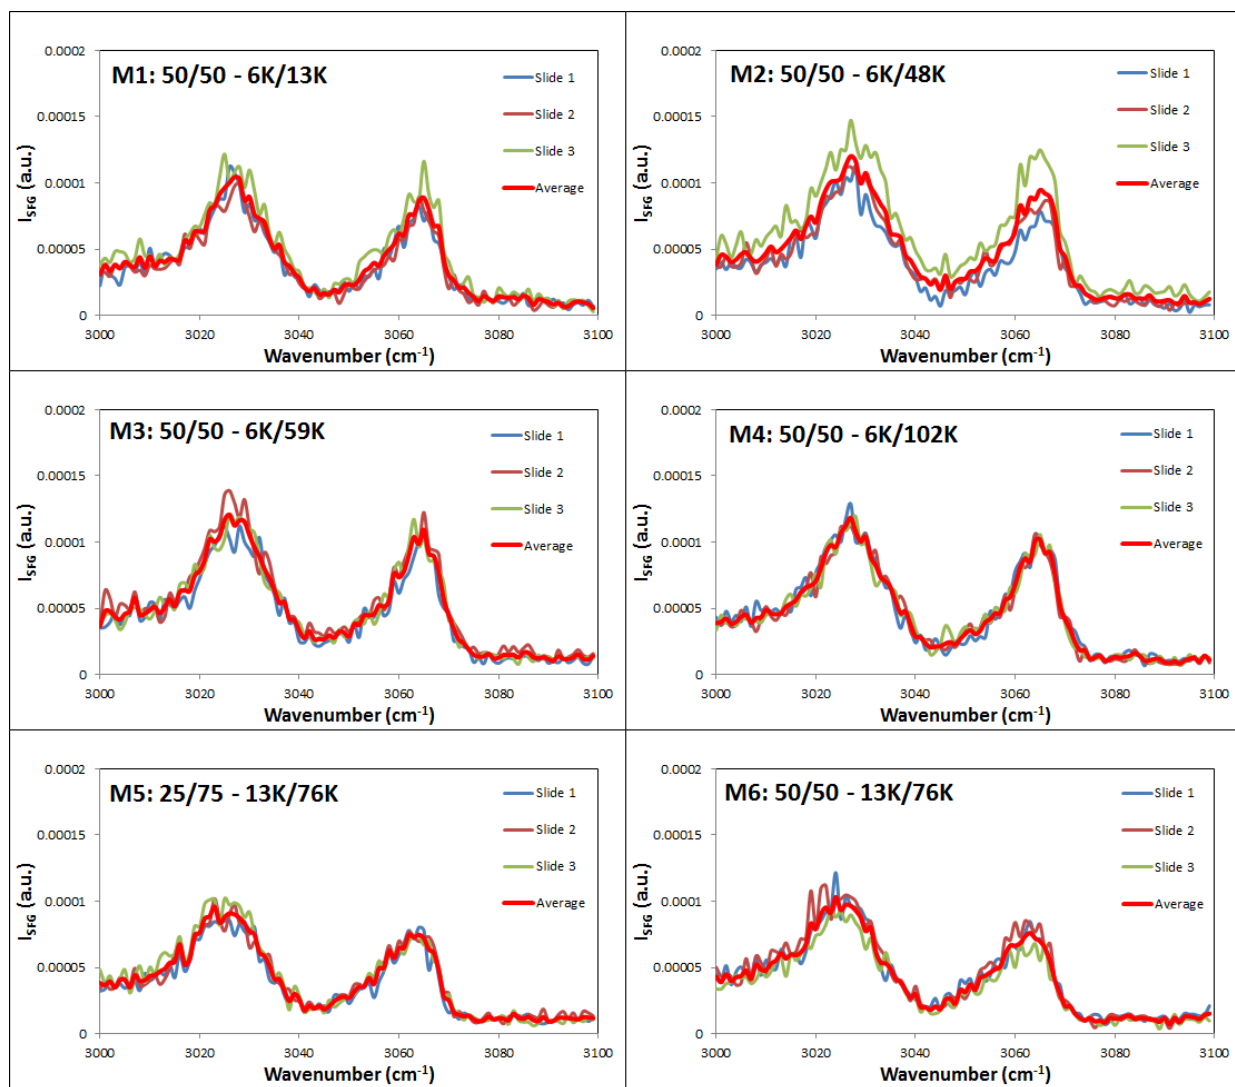 M1: 50/50 - 6K/13K
0.0002
0.00015
0.0001
0.00005
0
I_SFG (a.u.)
3000 3020 3040 3060 3080 3100
Wavenumber (cm⁻¹)
Slide 1
Slide 2
Slide 3
Average
M2: 50/50 - 6K/48K
0.0002
0.00015
0.0001
0.00005
0
I_SFG (a.u.)
3000 3020 3040 3060 3080 3100
Wavenumber (cm⁻¹)
Slide 1
Slide 2
Slide 3
Average
M3: 50/50 - 6K/59K
0.0002
0.00015
0.0001
0.00005
0
I_SFG (a.u.)
3000 3020 3040 3060 3080 3100
Wavenumber (cm⁻¹)
Slide 1
Slide 2
Slide 3
Average
M4: 50/50 - 6K/102K
0.0002
0.00015
0.0001
0.00005
0
I_SFG (a.u.)
3000 3020 3040 3060 3080 3100
Wavenumber (cm⁻¹)
Slide 1
Slide 2
Slide 3
Average
M5: 25/75 - 13K/76K
0.0002
0.00015
0.0001
0.00005
0
I_SFG (a.u.)
3000 3020 3040 3060 3080 3100
Wavenumber (cm⁻¹)
Slide 1
Slide 2
Slide 3
Average
M6: 50/50 - 13K/76K
0.0002
0.00015
0.0001
0.00005
0
I_SFG (a.u.)
3000 3020 3040 3060 3080 3100
Wavenumber (cm⁻¹)
Slide 1
Slide 2
Slide 3
Average